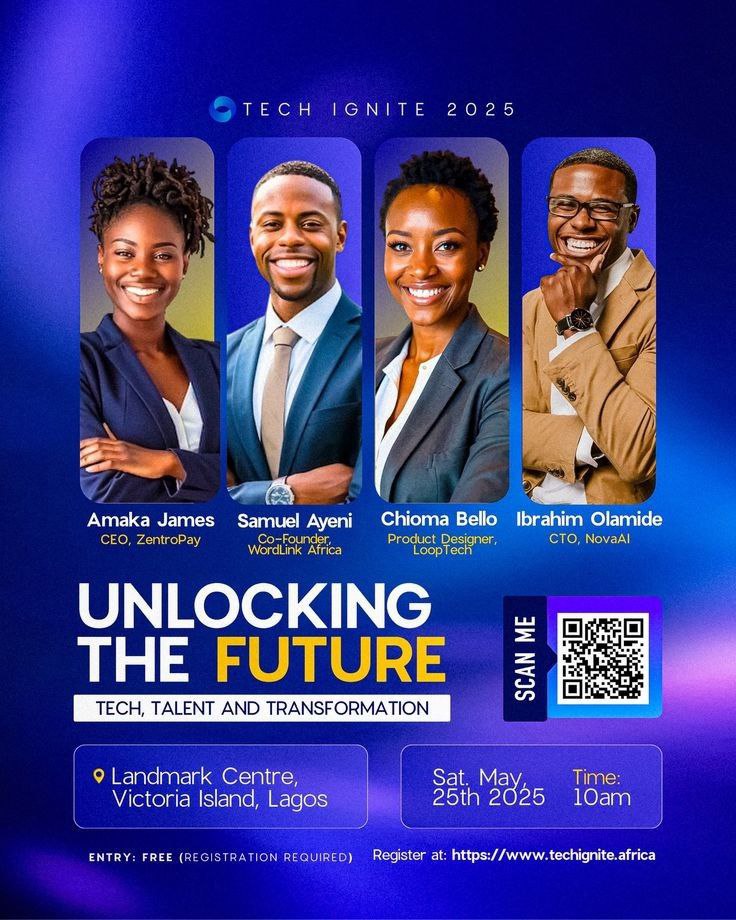 TECH IGNITE 2025
Amaka James
CEO, ZentroPay
Samuel Ayeni
Co-Founder,
WordLink Africa
Chioma Bello
Product Designer,
LoopTech
Ibrahim Olamide
CTO, NovaAI
UNLOCKING
THE FUTURE
TECH, TALENT AND TRANSFORMATION
SCAN ME
Landmark Centre,
Victoria Island, Lagos
Sat. May,
25th 2025
Time:
10am
ENTRY: FREE (REGISTRATION REQUIRED)
Register at: https://www.techignite.africa